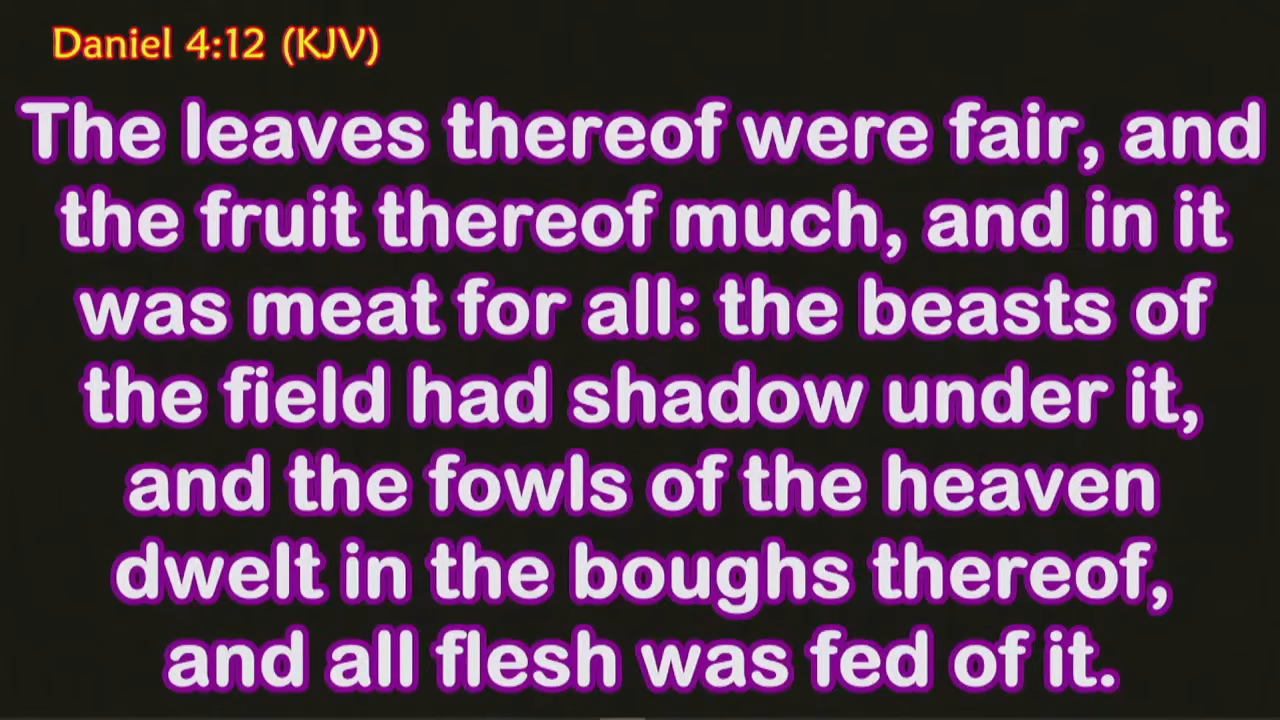 Daniel 4:12 (KJV)
The leaves thereof were fair, and
the fruit thereof much, and in it
was meat for all: the beasts of
the field had shadow under it,
and the fowls of the heaven
dwelt in the boughs thereof,
and all flesh was fed of it.